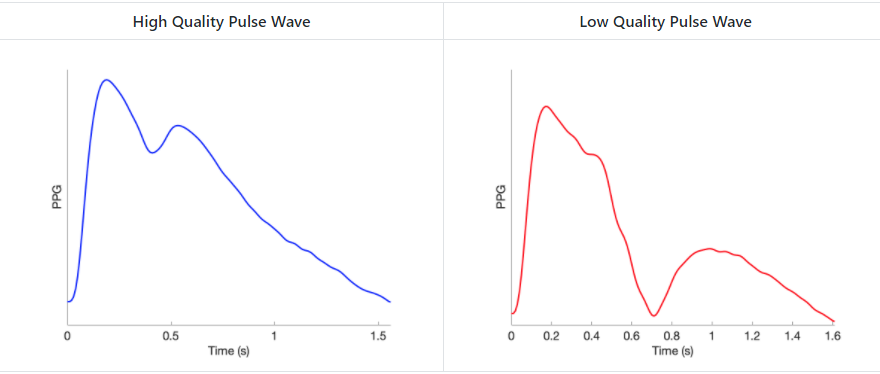 High Quality Pulse Wave
Low Quality Pulse Wave
PPG
0 0.5 1 1.5
Time (s)
PPG
0 0.2 0.4 0.6 0.8 1 1.2 1.4 1.6
Time (s)